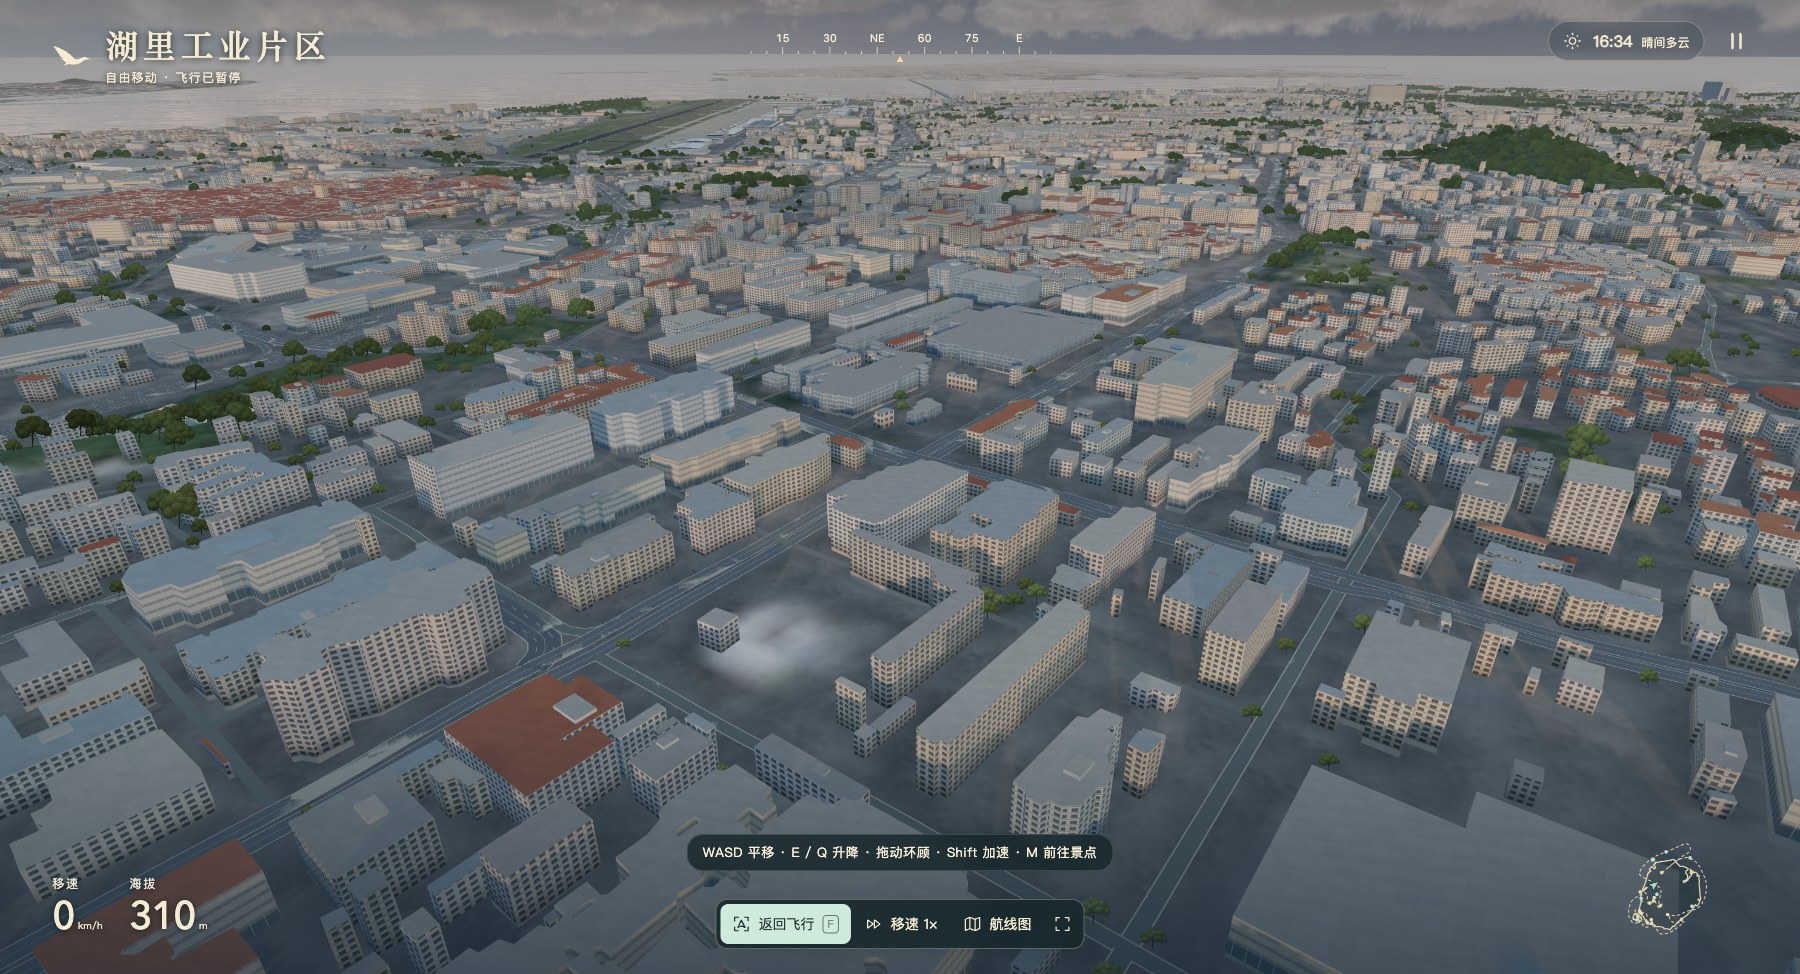 湖里工业片区
自由移动 · 飞行已暂停
15 30 NE 60 75 E
16:34 晴间多云
WASD 平移 · E / Q 升降 · 拖动环顾 · Shift 加速 · M 前往景点
移速 海拔
0 km/h 310 m
返回飞行 F 移速 1x 航线图